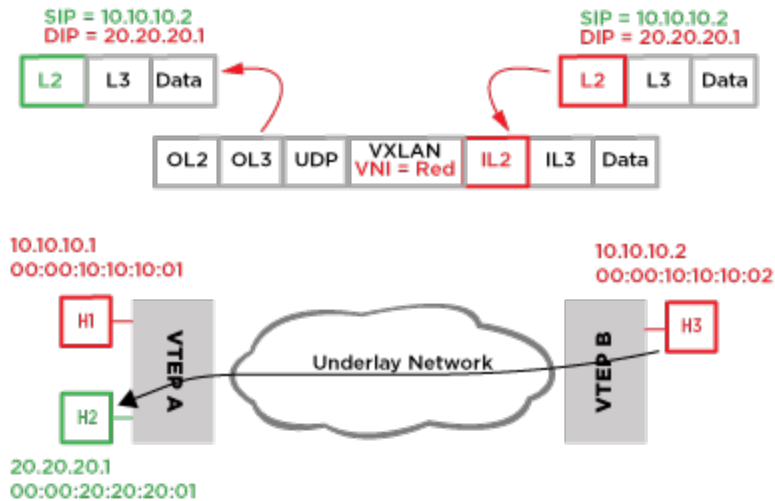 SIP = 10.10.10.2
DIP = 20.20.20.1
L2 L3 Data
SIP = 10.10.10.2
DIP = 20.20.20.1
L2 L3 Data
OL2 OL3 UDP VXLAN IL2 IL3 Data
VNI = Red
10.10.10.1
00:00:10:10:10:01
10.10.10.2
00:00:10:10:10:02
H1
VTEP A
Underlay Network
VTEP B
H3
H2
20.20.20.1
00:00:20:20:20:01